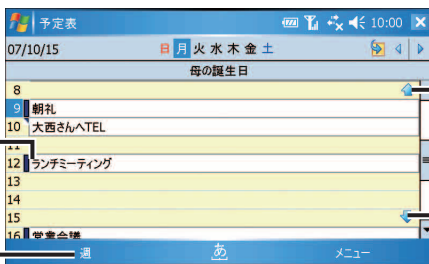 予定表 10:00
07/10/15 日 月 火 水 木 金 土
母の誕生日
8
9 朝礼
10 大西さんへTEL
11
12 ランチミーティング
13
14
15
16 営業会議
週 あ メニュー